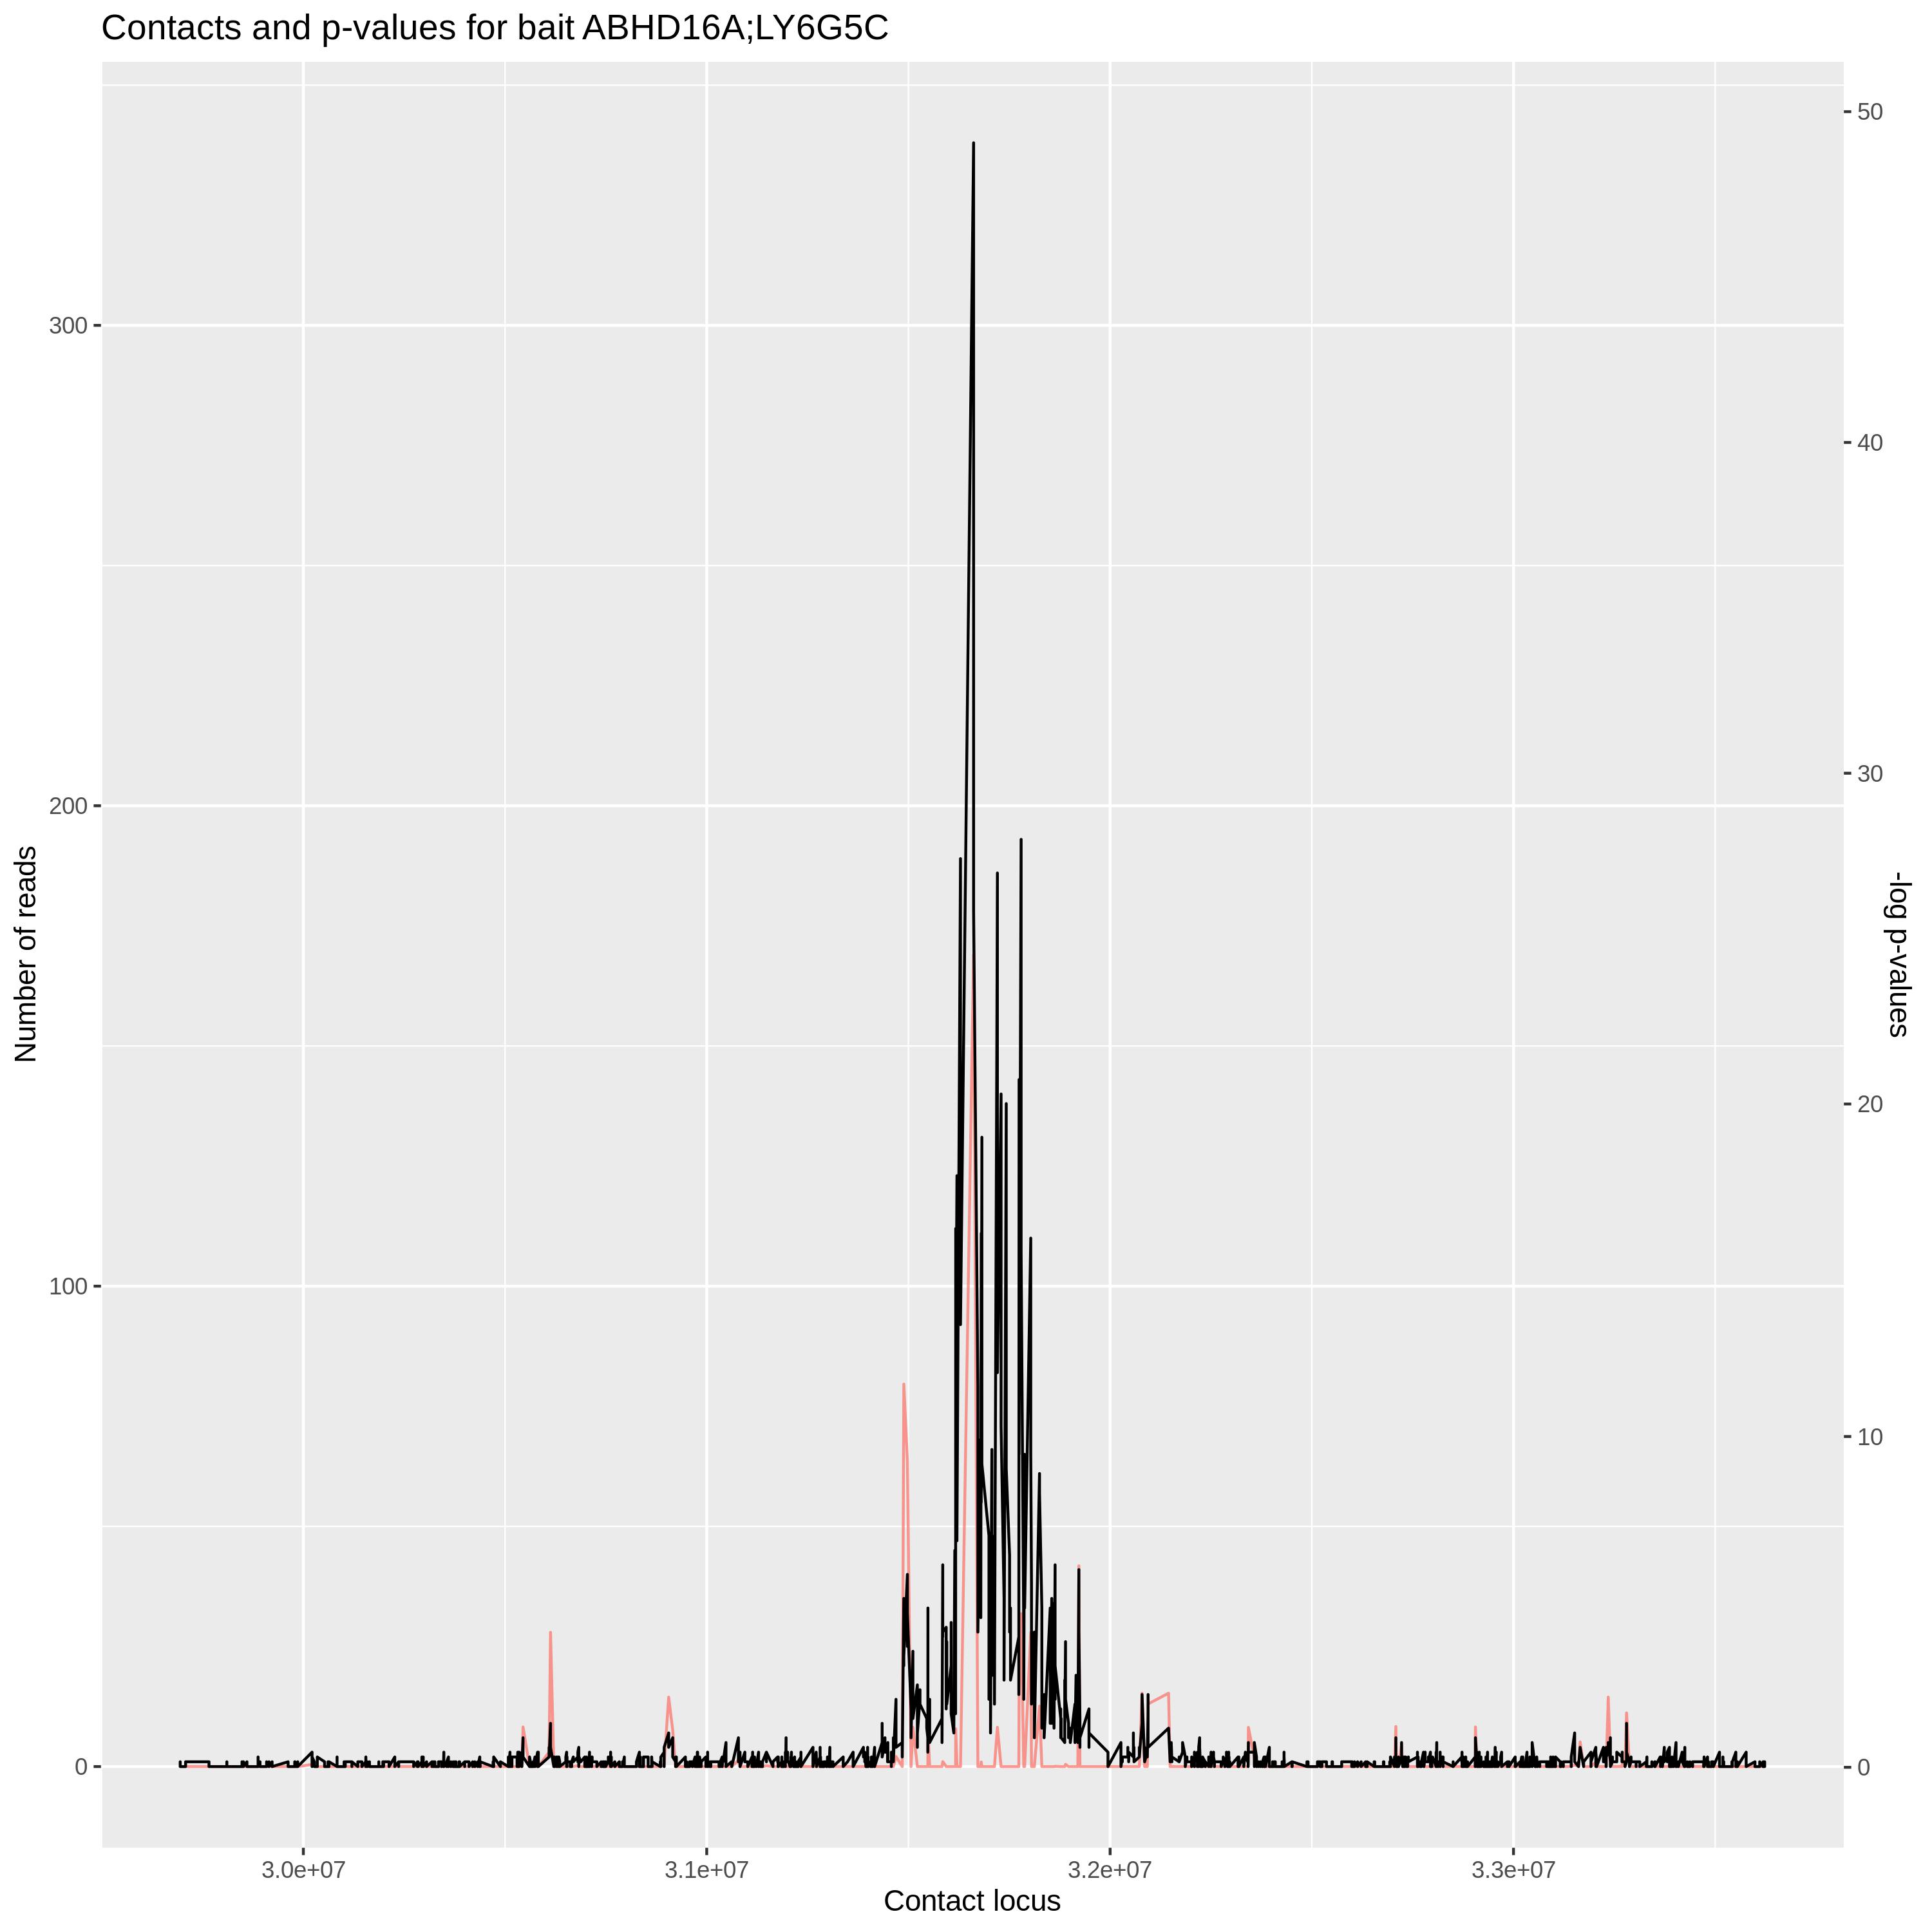 Contacts and p-values for bait ABHD16A;LY6G5C
300
200
100
0
Number of reads
50
40
30
20
10
0
-log p-values
3.0e+07
3.1e+07
3.2e+07
3.3e+07
Contact locus